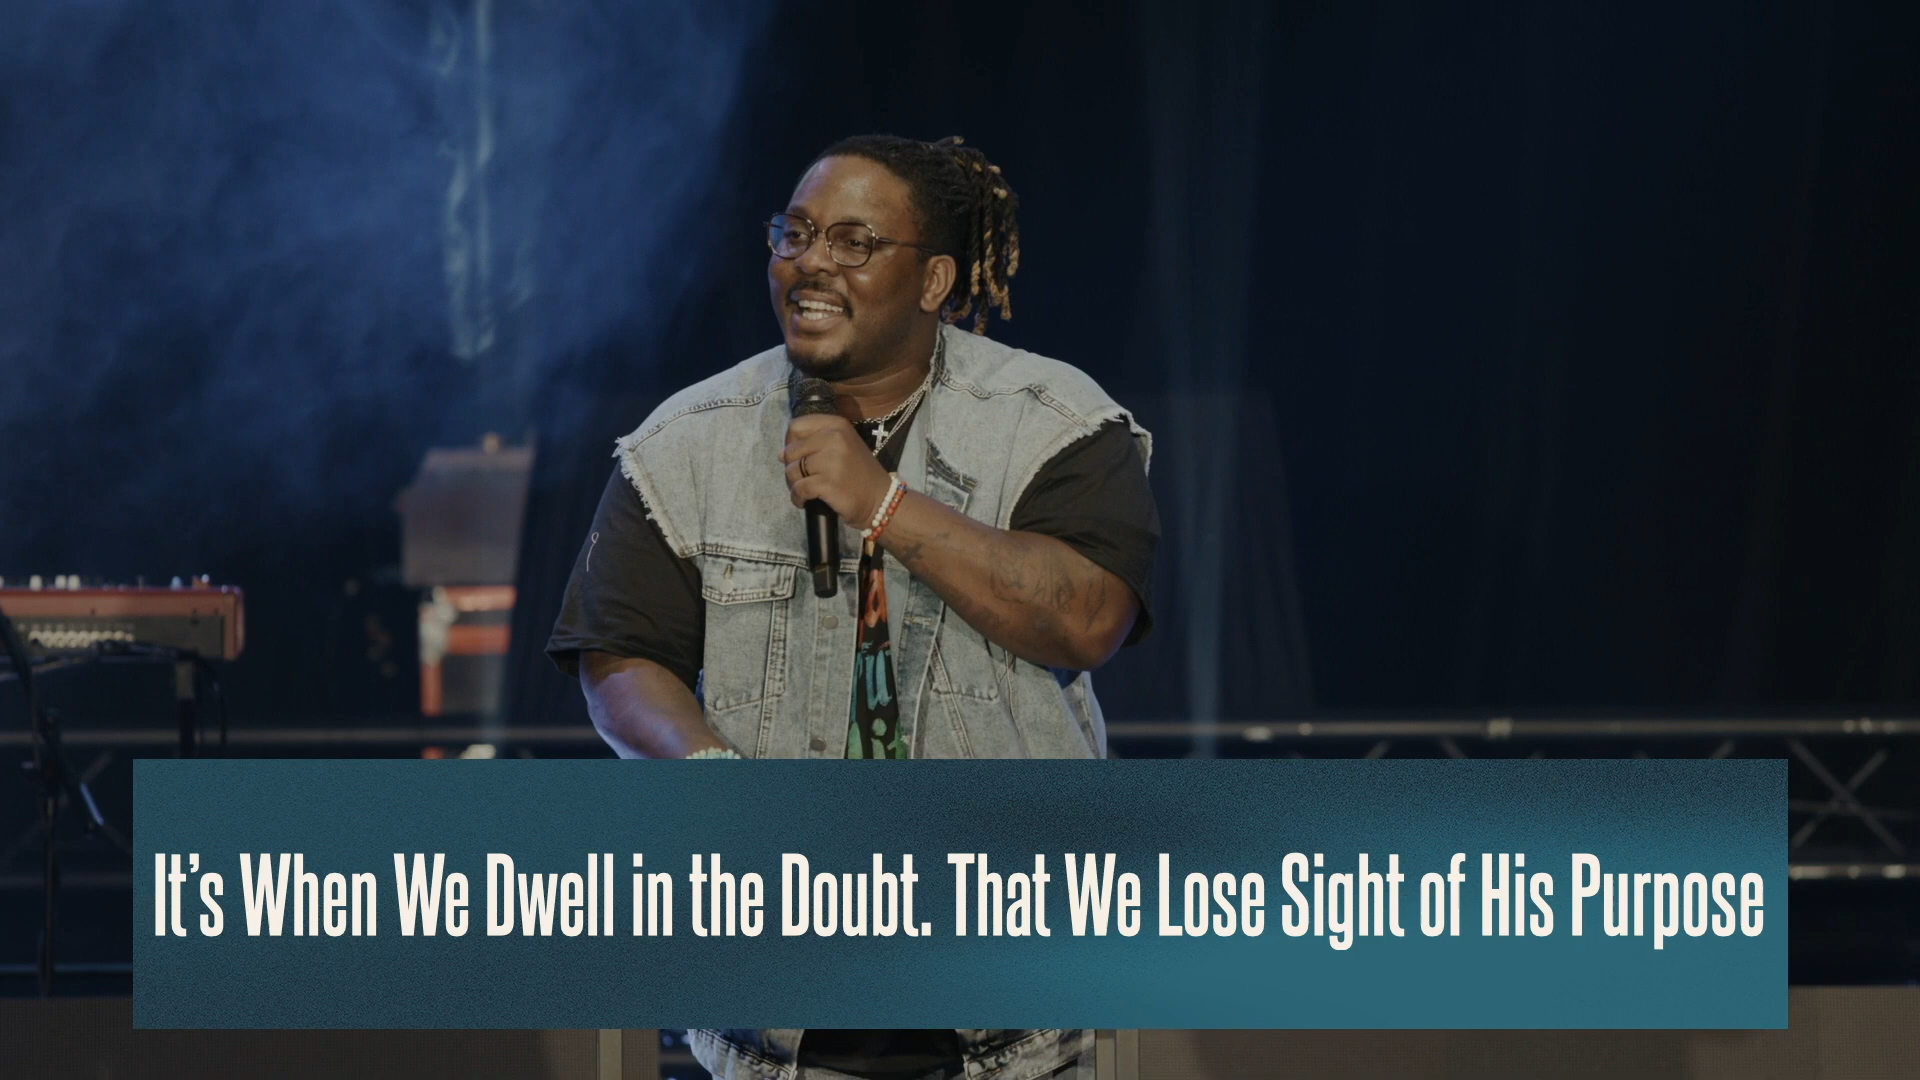 It’s When We Dwell in the Doubt. That We Lose Sight of His Purpose